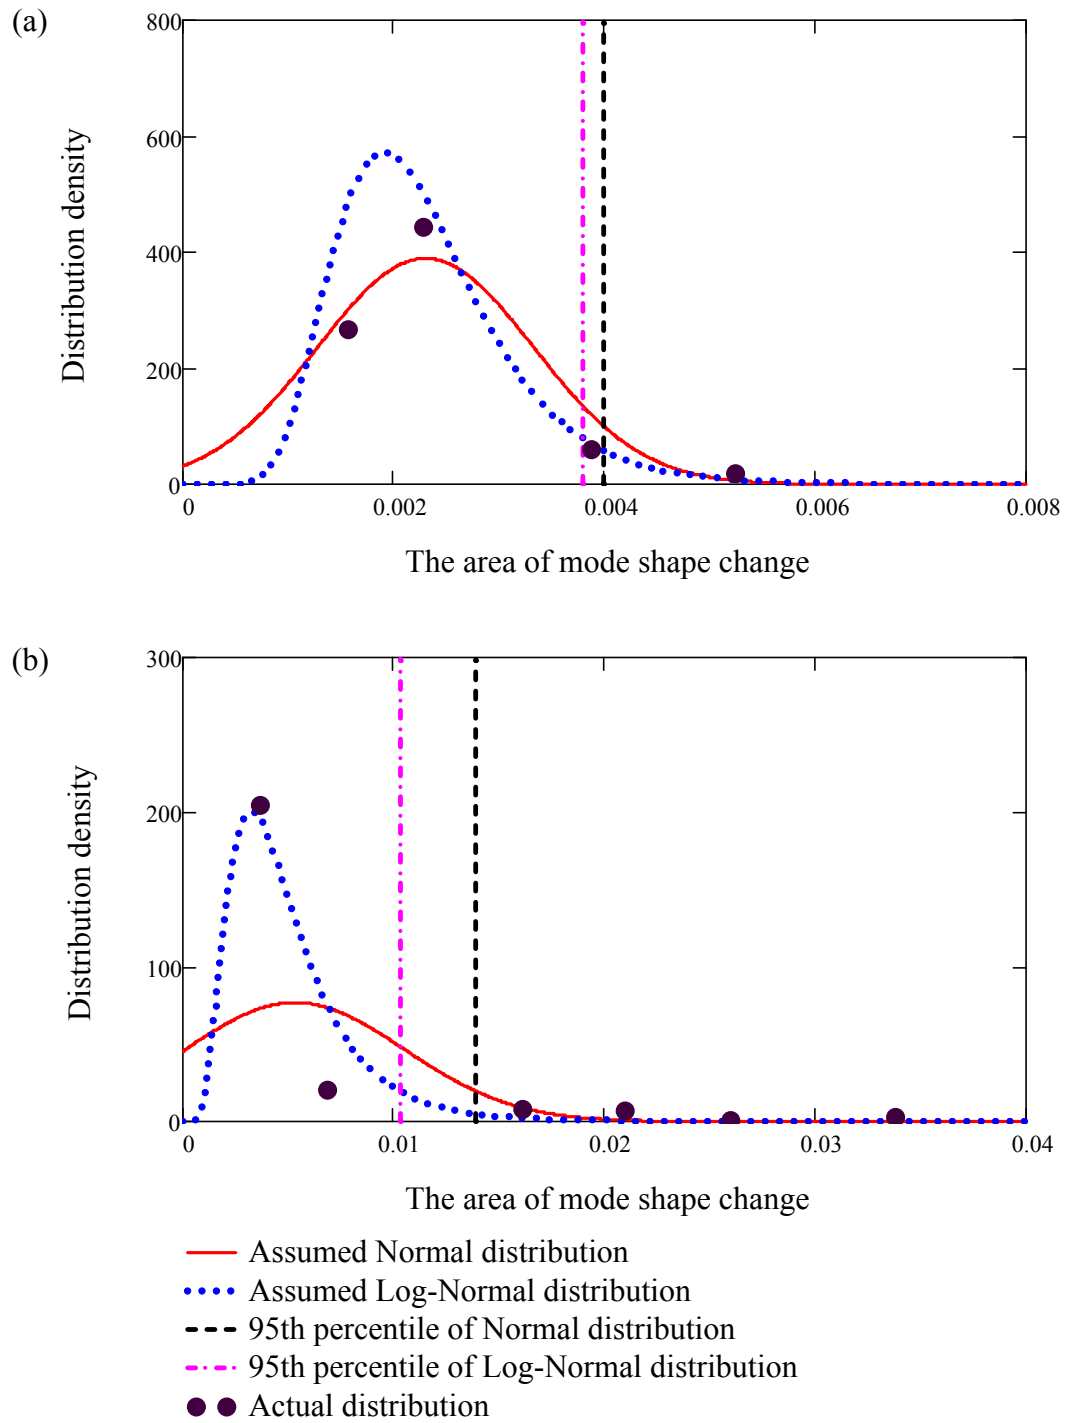 (a)
800
600
400
200
0
Distribution density
0 0.002 0.004 0.006 0.008
The area of mode shape change
(b)
300
200
100
0
Distribution density
0 0.01 0.02 0.03 0.04
The area of mode shape change
Assumed Normal distribution
Assumed Log-Normal distribution
95th percentile of Normal distribution
95th percentile of Log-Normal distribution
Actual distribution